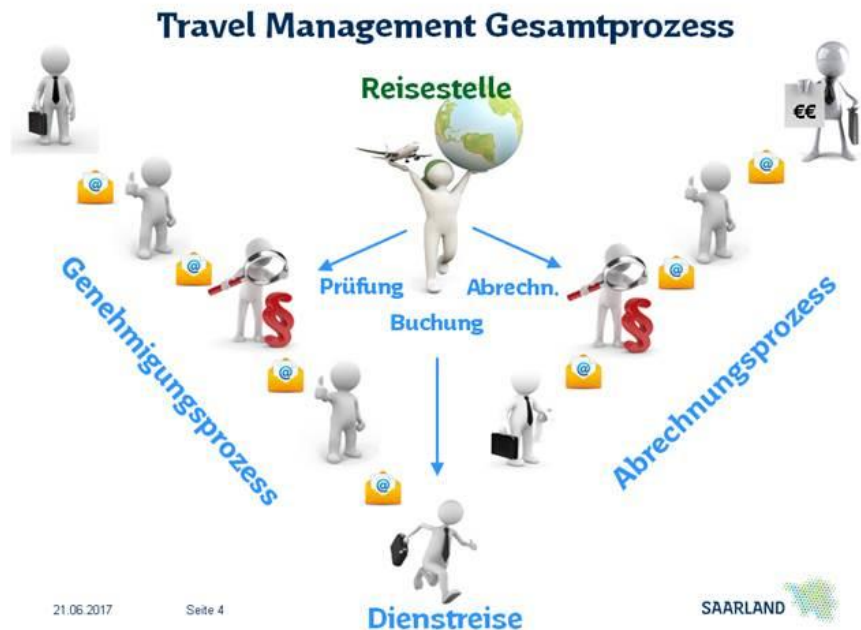 Travel Management Gesamtprozess
Reisestelle
€€
@
@
@
@
@
@
@
Genehmigungsprozess
Prüfung
Abrechn.
Buchung
§
§
Abrechnungsprozess
Dienstreise
21.06.2017
Seite 4
SAARLAND